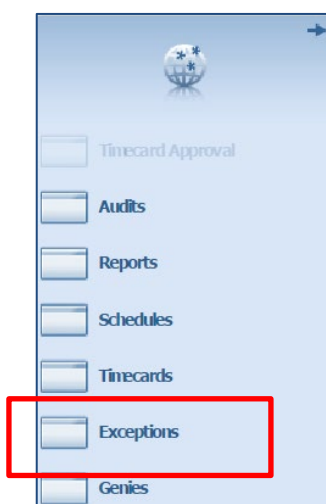 Timecard Approval
Audits
Reports
Schedules
Timecards
Exceptions
Genies